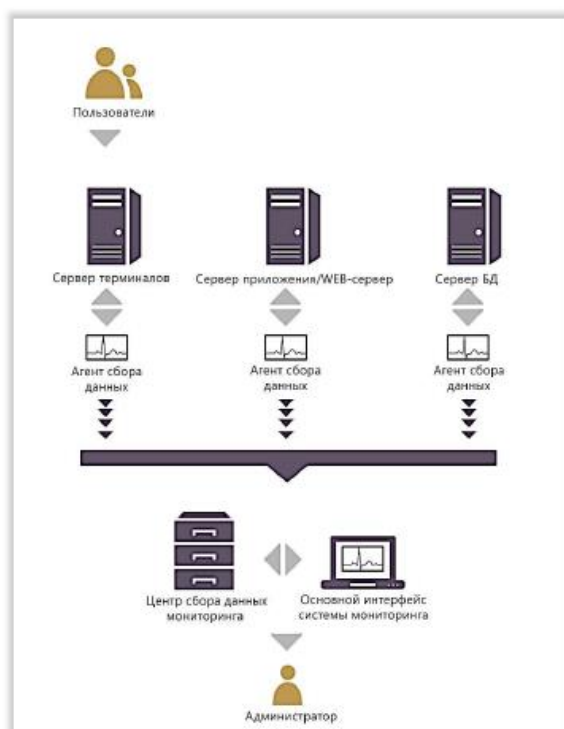 Пользователи
Сервер терминалов
Сервер приложения/WEB-сервер
Сервер БД
Агент сбора
данных
Агент сбора
данных
Агент сбора
данных
Центр сбора данных
мониторинга
Основной интерфейс
системы мониторинга
Администратор